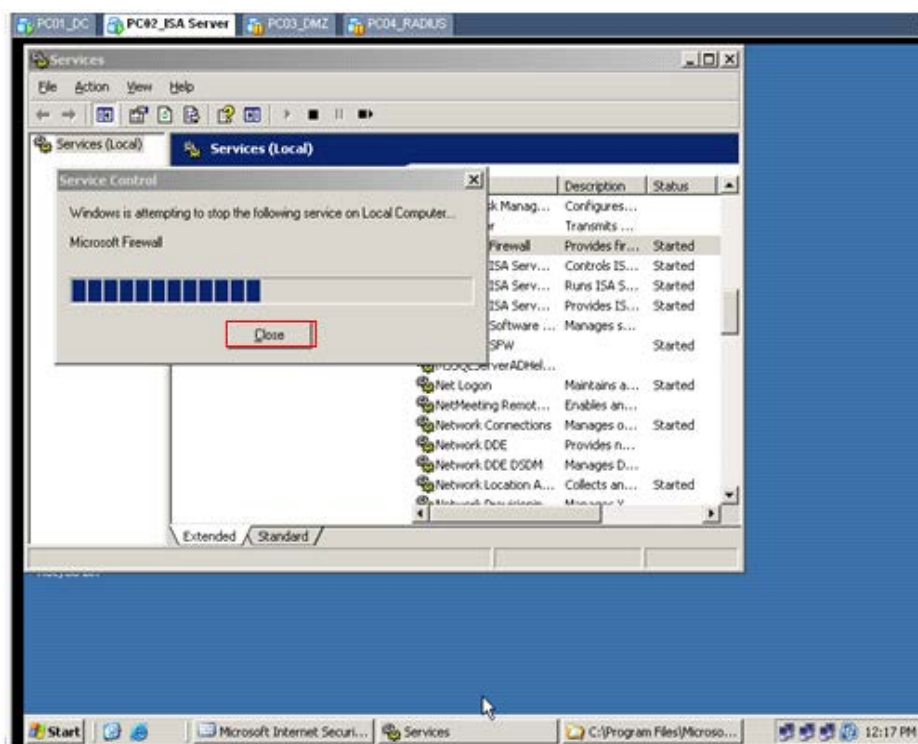 PC01_DC PC02_ISA Server PC03_DMZ PC04_RADIUS
Services
File Action View Help
Services (Local)
Services (Local)
Service Control
Windows is attempting to stop the following service on Local Computer...
Microsoft Firewall
Close
Description Status
sk Manag... Configures...
Transmits ...
Firewall Provides fir... Started
ISA Serv... Controls IS... Started
ISA Serv... Runs ISA S... Started
ISA Serv... Provides IS... Started
Software ... Manages s...
SFW Started
Net Logon Maintains a... Started
NetMeeting Remot... Enables an...
Network Connections Manages o... Started
Network DDE Provides n...
Network DDE DSDM Manages D...
Network Location A... Collects an... Started
Extended Standard
Start Microsoft Internet Securi... Services C:\Program Files\Microso... 12:17 PM